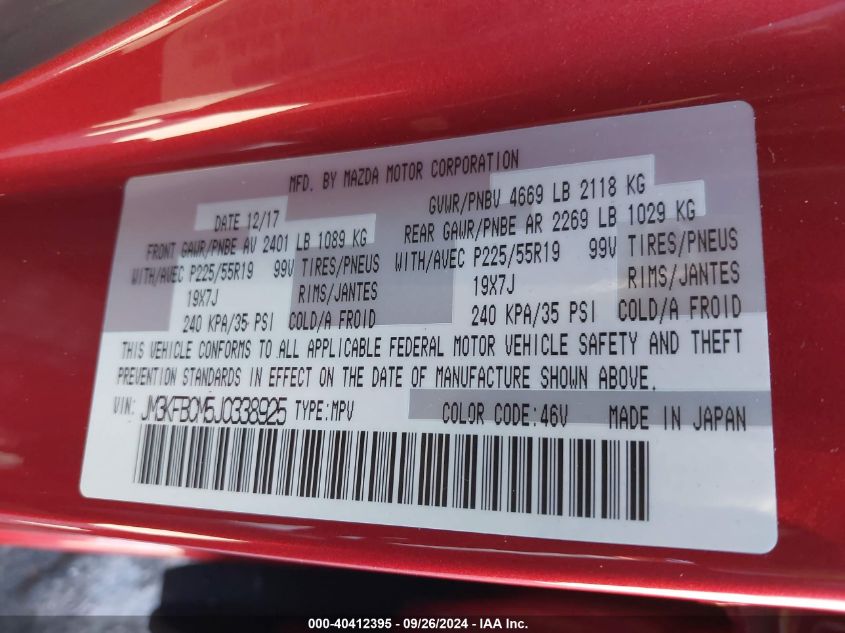 MFD. BY MAZDA MOTOR CORPORATION
DATE 12/17 GVWR/PNBV 4669 LB 2118 KG
FRONT GAWR/PNBE AV 2401 LB 1089 KG REAR GAWR/PNBE AR 2269 LB 1029 KG
WITH/AVEC P225/55R19 99V TIRES/PNEUS WITH/AVEC P225/55R19 99V TIRES/PNEUS
19X7J RIMS/JANTES 19X7J RIMS/JANTES
240 KPA/35 PSI COLD/A FROID 240 KPA/35 PSI COLD/A FROID
THIS VEHICLE CONFORMS TO ALL APPLICABLE FEDERAL MOTOR VEHICLE SAFETY AND THEFT
PREVENTION STANDARDS IN EFFECT ON THE DATE OF MANUFACTURE SHOWN ABOVE.
VIN: JM3KFBCM5J0338925 TYPE:MPV COLOR CODE:46V MADE IN JAPAN
000-40412395 - 09/26/2024 - IAA Inc.